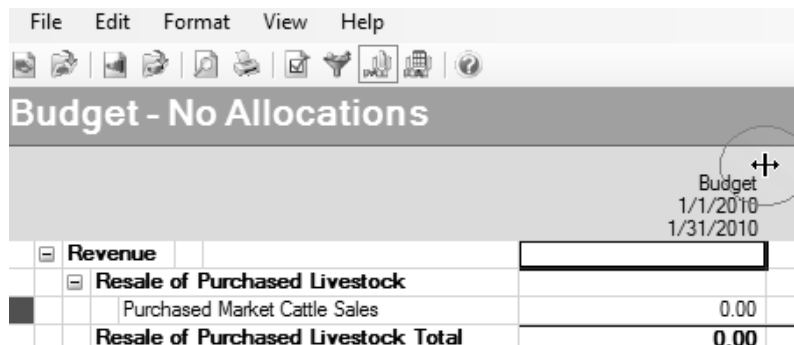 File Edit Format View Help
Budget - No Allocations
Budget
1/1/2010
1/31/2010
Revenue
Resale of Purchased Livestock
Purchased Market Cattle Sales 0.00
Resale of Purchased Livestock Total 0.00